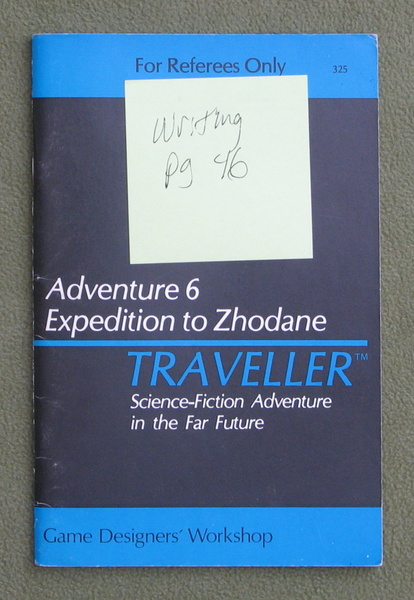 For Referees Only
325
Writing
pg 46
Adventure 6
Expedition to Zhodane
TRAVELLER™
Science-Fiction Adventure
in the Far Future
Game Designers' Workshop